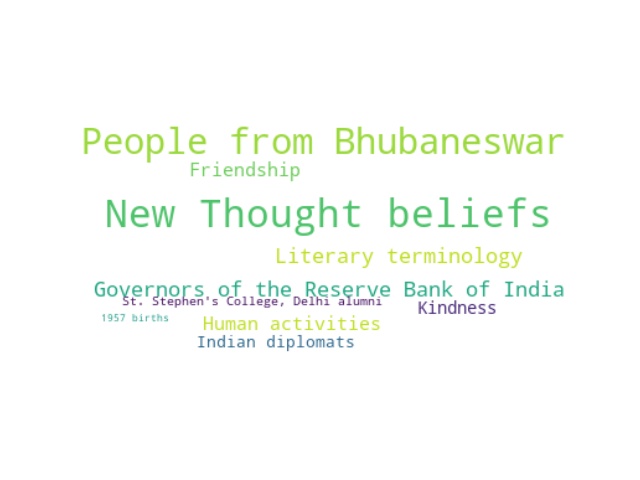 People from Bhubaneswar
Friendship
New Thought beliefs
Literary terminology
Governors of the Reserve Bank of India
St. Stephen's College, Delhi alumni
Kindness
1957 births
Human activities
Indian diplomats